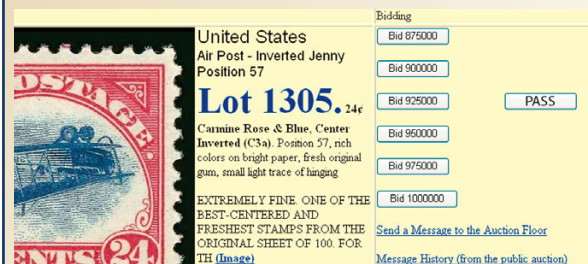 Bidding
United States
Air Post - Inverted Jenny
Position 57
Lot 1305. 24¢
Carmine Rose & Blue, Center
Inverted (C3a). Position 57, rich
colors on bright paper, fresh original
gum, small light trace of hinging
EXTREMELY FINE. ONE OF THE
BEST-CENTERED AND
FRESHEST STAMPS FROM THE
ORIGINAL SHEET OF 100. FOR
TH (Image)
Bid 875000
Bid 900000
Bid 925000
PASS
Bid 950000
Bid 975000
Bid 1000000
Send a Message to the Auction Floor
Message History (from the public auction)
OSTAGE
ENTS 24